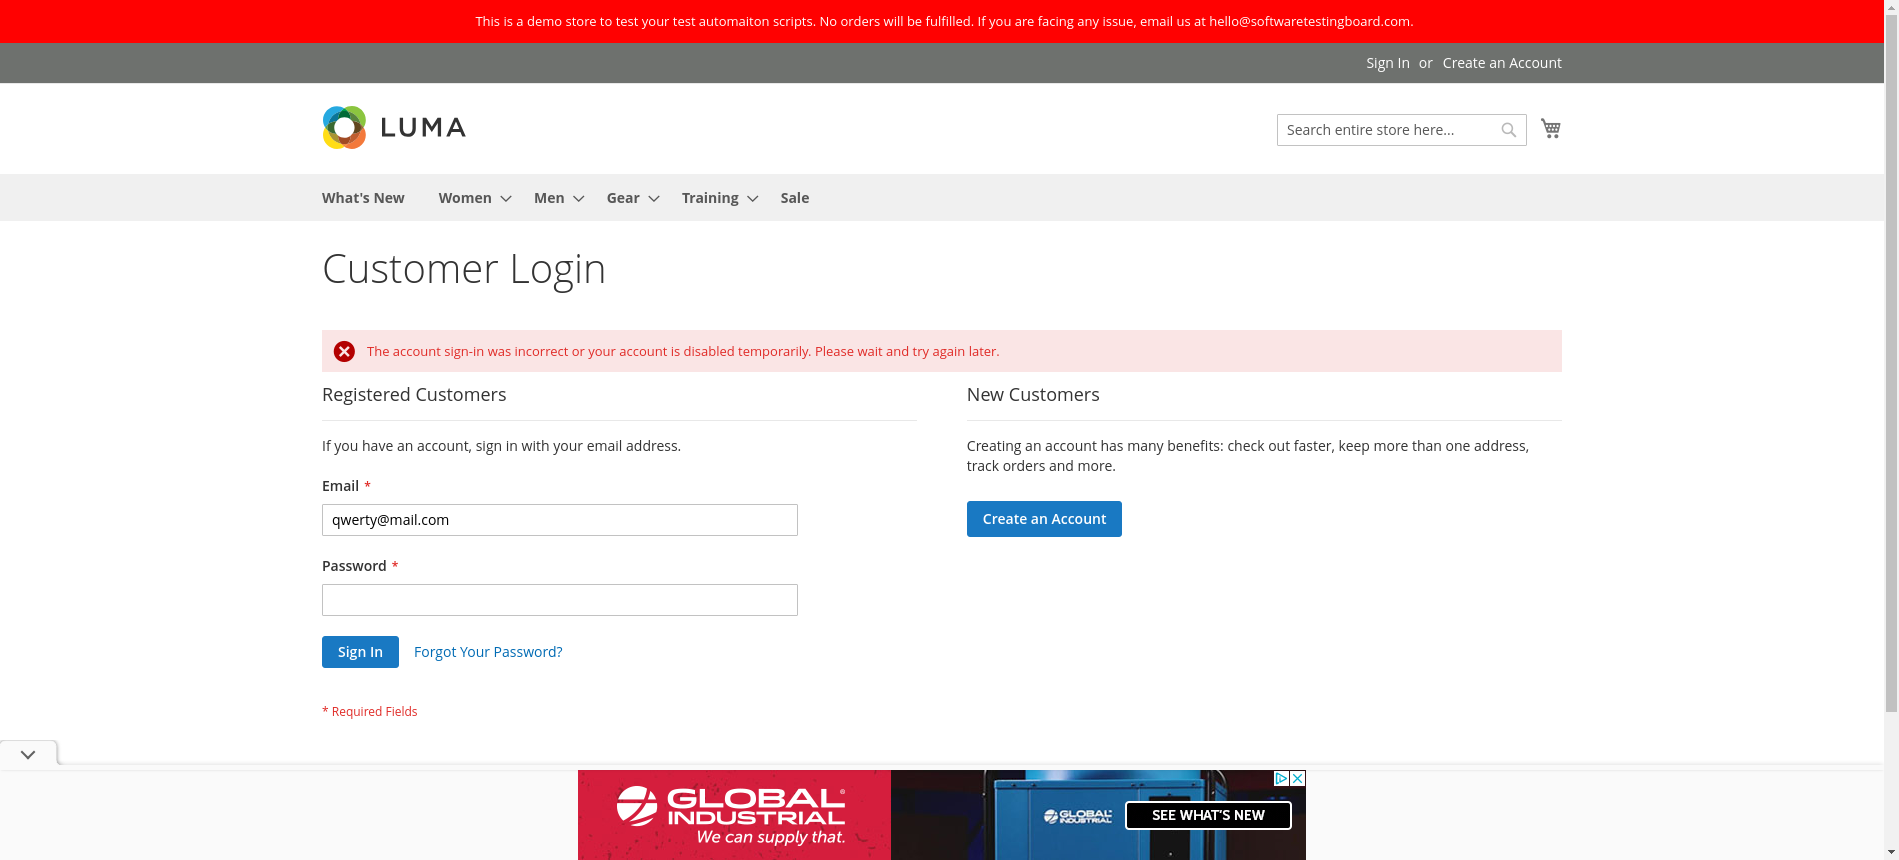 This is a demo store to test your test automaiton scripts. No orders will be fulfilled. If you are facing any issue, email us at hello@softwaretestingboard.com.
Sign In or Create an Account
LUMA
Search entire store here...
What's New Women Men Gear Training Sale
Customer Login
The account sign-in was incorrect or your account is disabled temporarily. Please wait and try again later.
Registered Customers
If you have an account, sign in with your email address.
Email *
qwerty@mail.com
Password *
Sign In Forgot Your Password?
* Required Fields
New Customers
Creating an account has many benefits: check out faster, keep more than one address,
track orders and more.
Create an Account
GLOBAL
INDUSTRIAL
We can supply that.
GLOBAL
INDUSTRIAL
SEE WHAT'S NEW